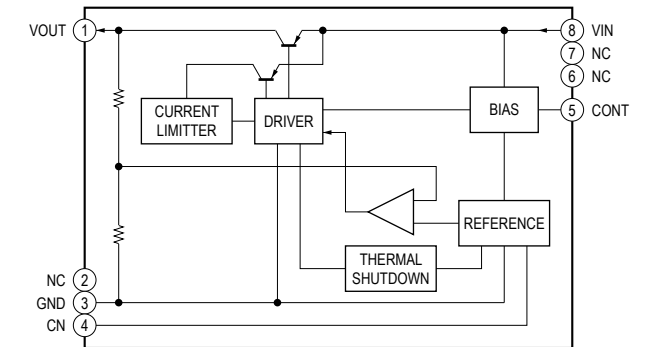 VOUT 1
8 VIN
7 NC
6 NC
CURRENT
LIMITTER
DRIVER
BIAS
5 CONT
REFERENCE
THERMAL
SHUTDOWN
NC 2
GND 3
CN 4